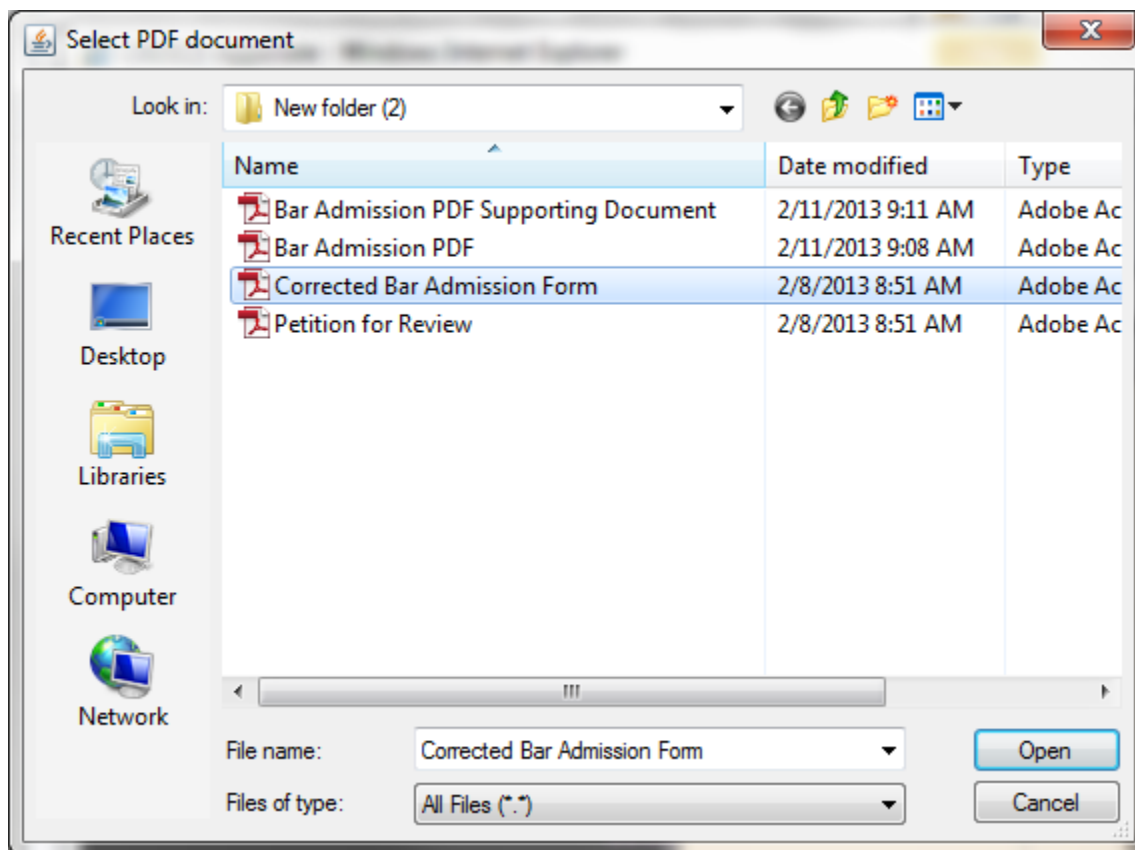 Select PDF document
Windows Internet Explorer
Look in: New folder (2)
Name Date modified Type
Bar Admission PDF Supporting Document 2/11/2013 9:11 AM Adobe Ac
Bar Admission PDF 2/11/2013 9:08 AM Adobe Ac
Corrected Bar Admission Form 2/8/2013 8:51 AM Adobe Ac
Petition for Review 2/8/2013 8:51 AM Adobe Ac
Recent Places
Desktop
Libraries
Computer
Network
File name: Corrected Bar Admission Form Open
Files of type: All Files (*.*) Cancel